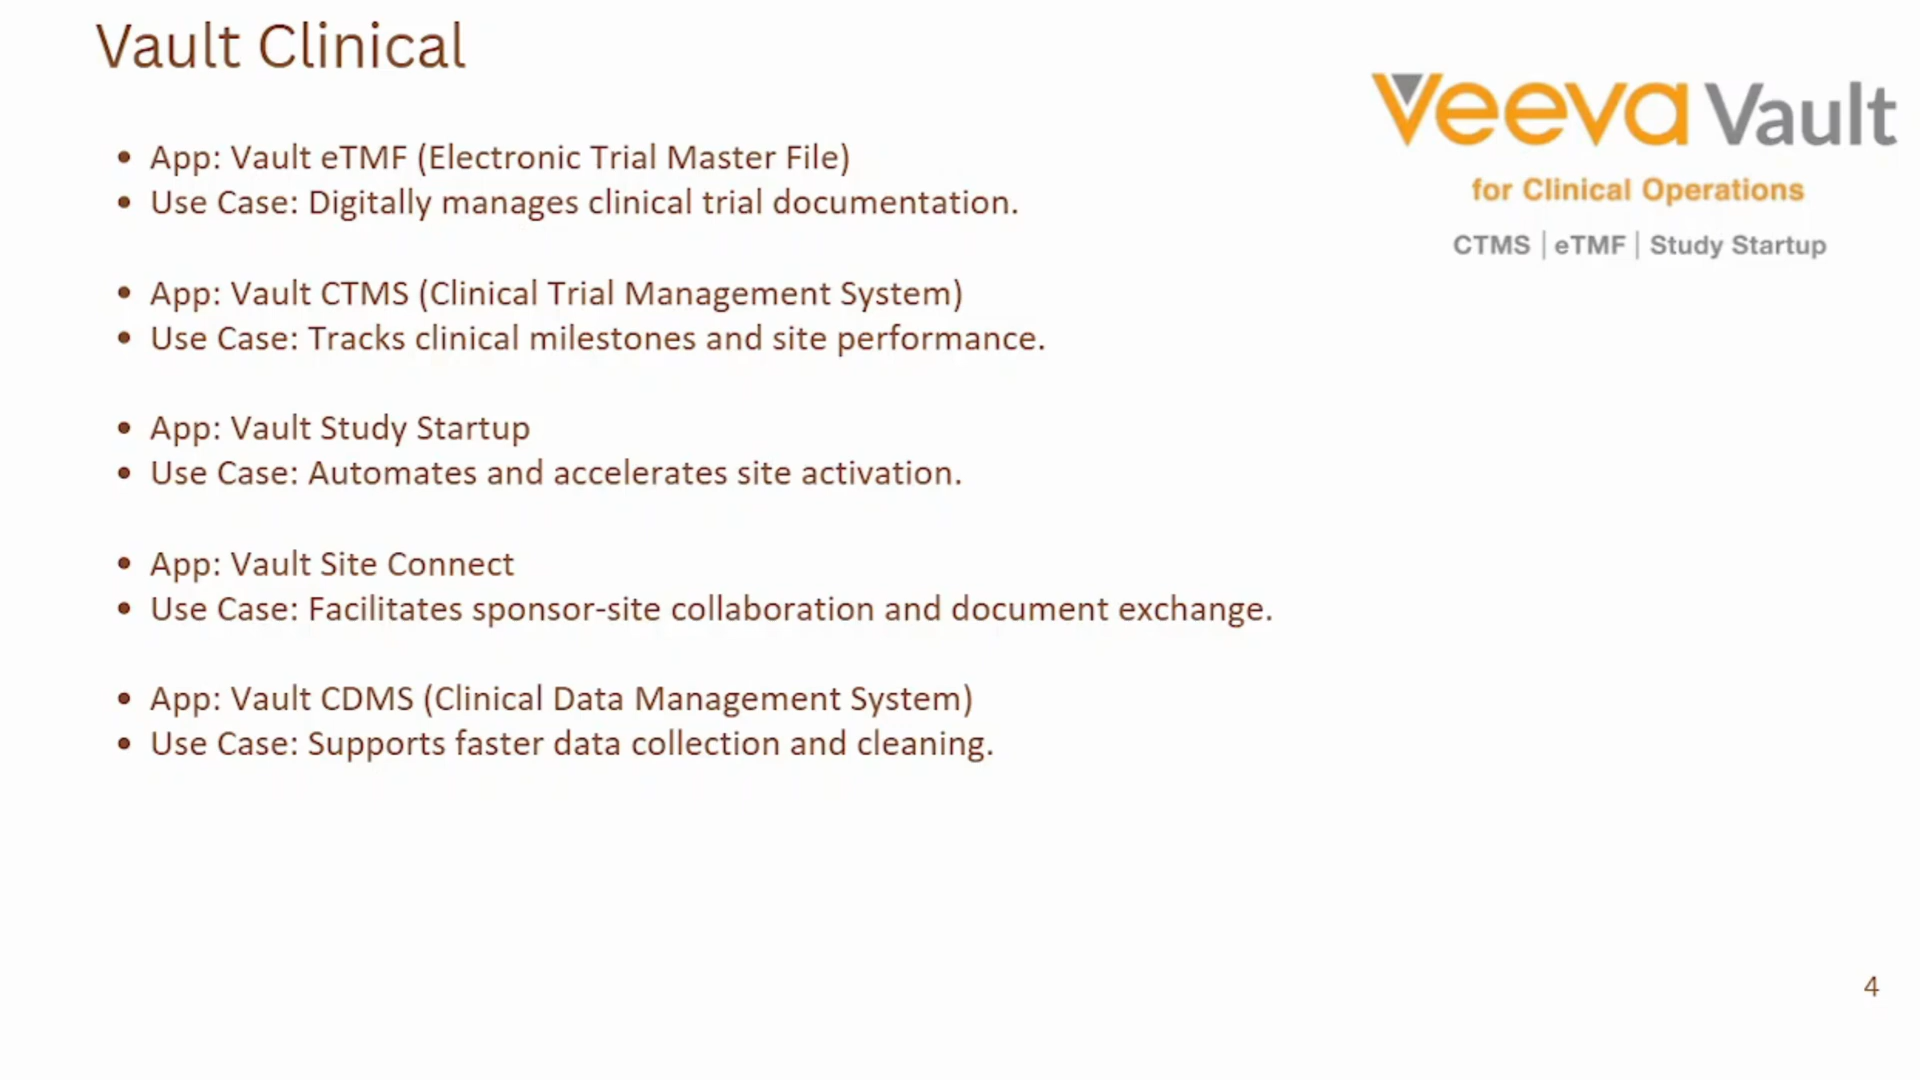 Vault Clinical
Veeva Vault
for Clinical Operations
CTMS | eTMF | Study Startup
• App: Vault eTMF (Electronic Trial Master File)
• Use Case: Digitally manages clinical trial documentation.
• App: Vault CTMS (Clinical Trial Management System)
• Use Case: Tracks clinical milestones and site performance.
• App: Vault Study Startup
• Use Case: Automates and accelerates site activation.
• App: Vault Site Connect
• Use Case: Facilitates sponsor-site collaboration and document exchange.
• App: Vault CDMS (Clinical Data Management System)
• Use Case: Supports faster data collection and cleaning.
4